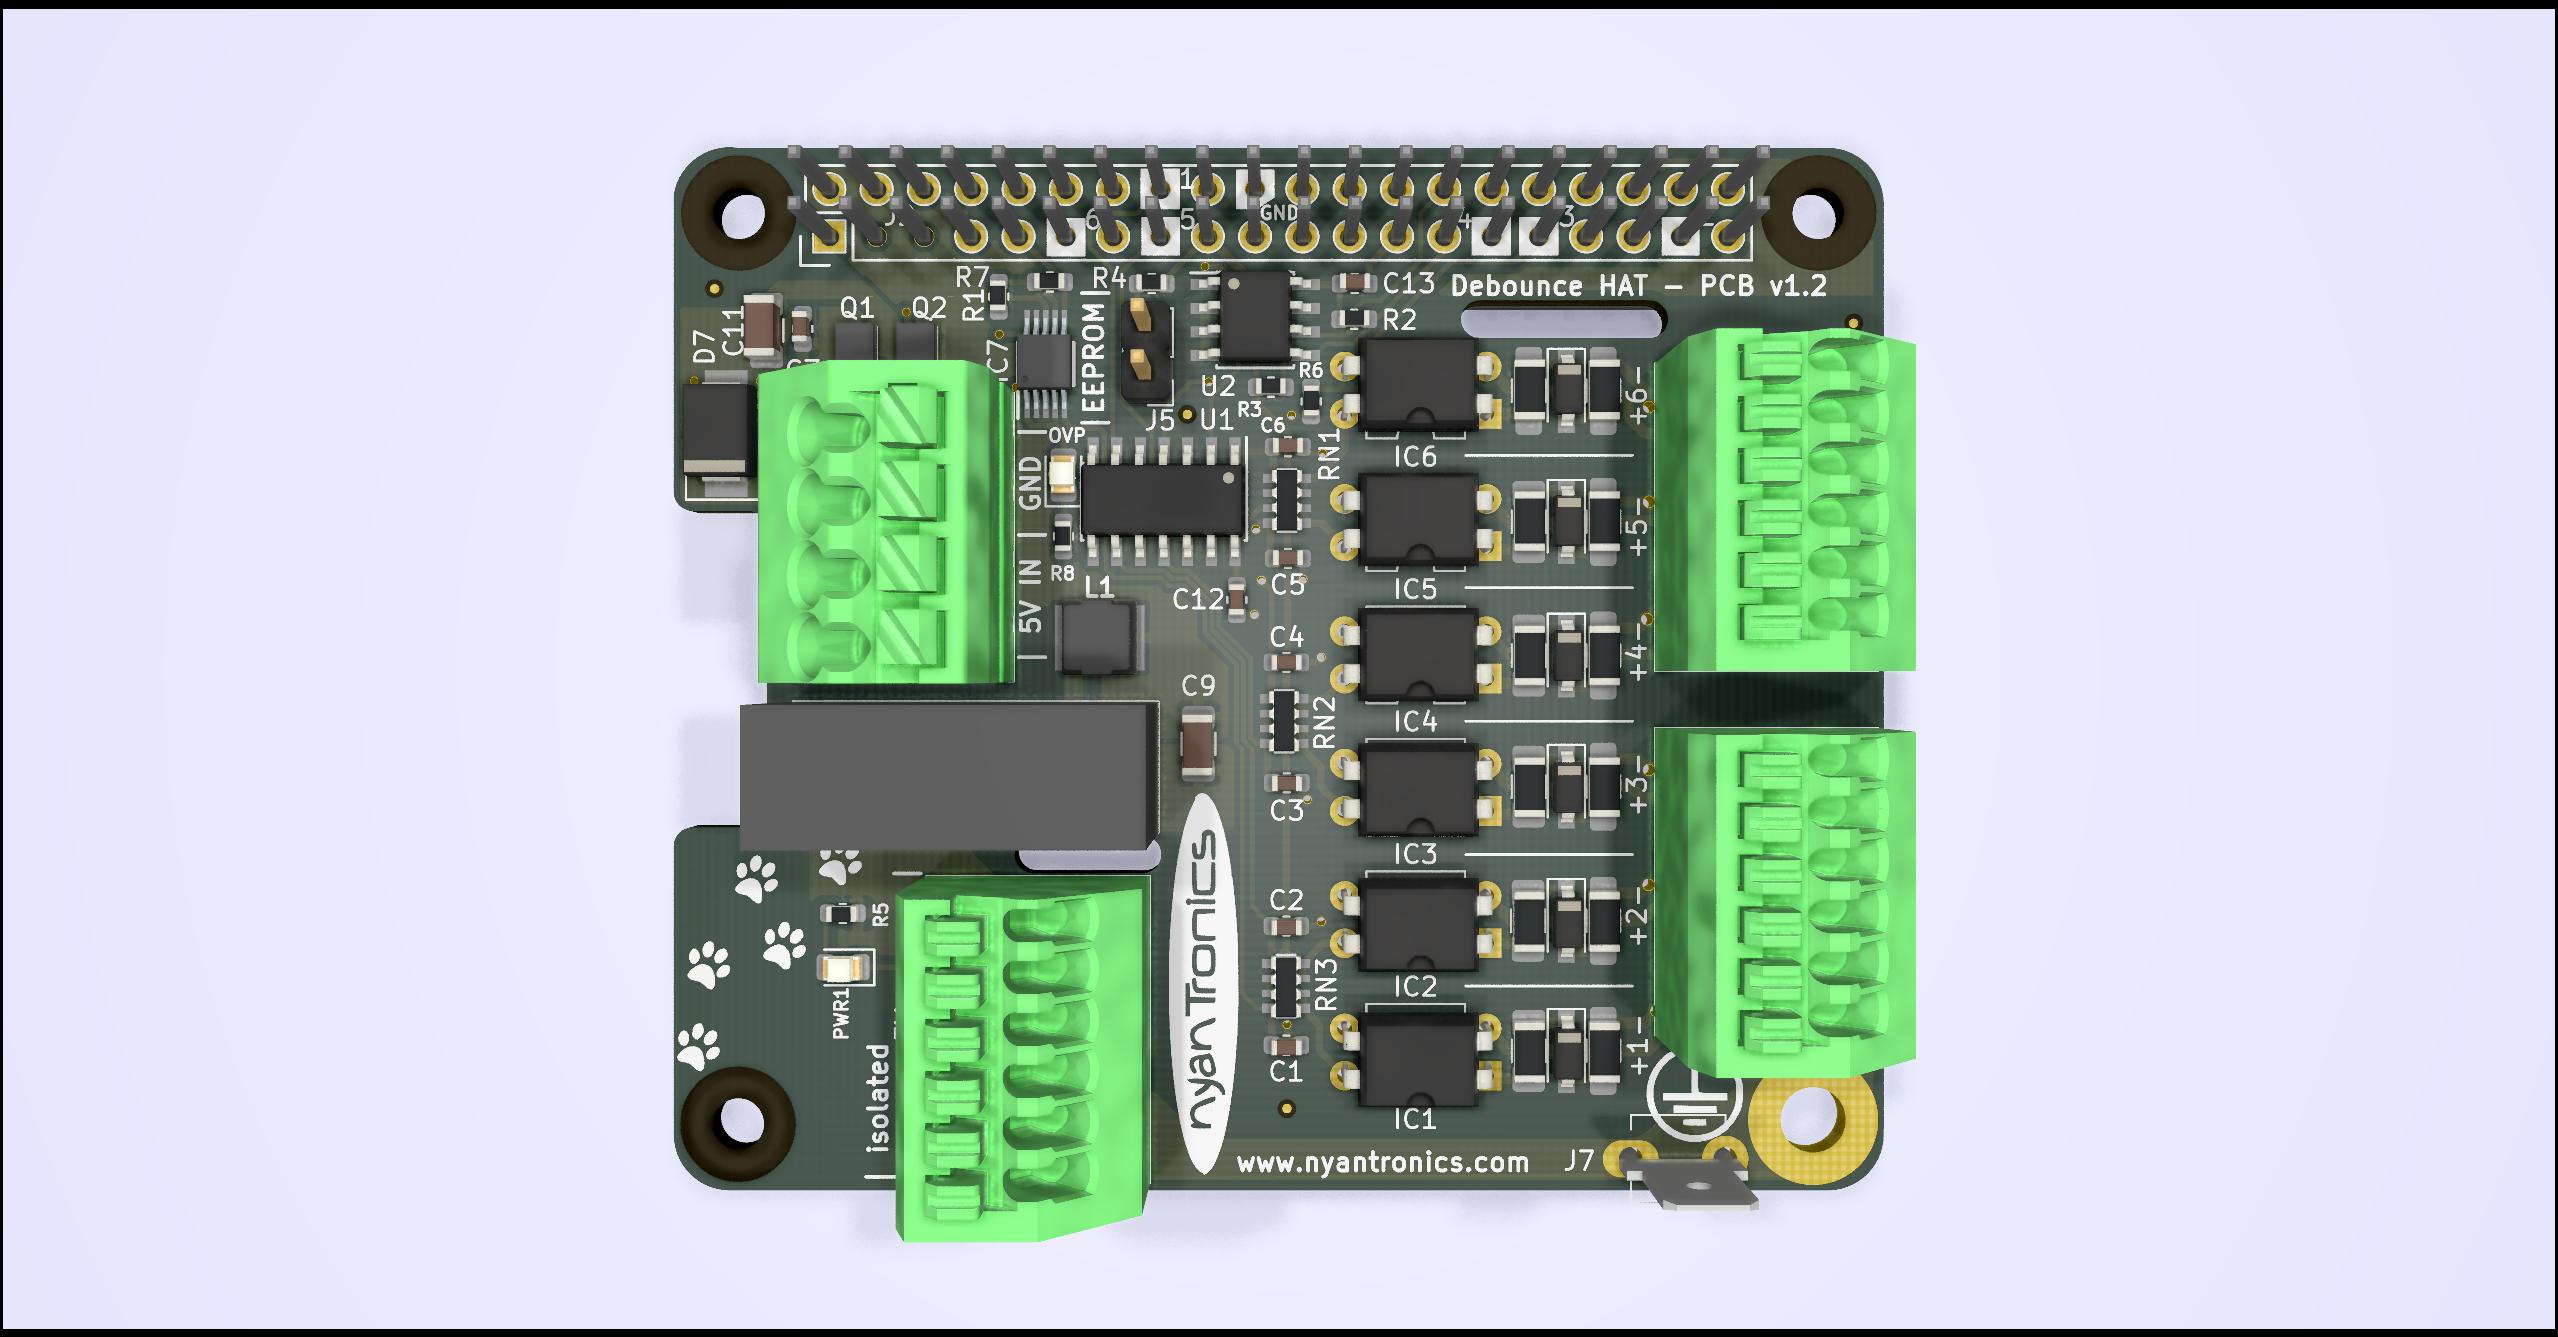 1
GND
6
5
4
3
Debounce HAT – PCB v1.2
R7
R1
R4
C13
R2
EEPROM
Q1
Q2
D7
C11
C7
U2
J5
U1
R3
R6
C6
RN1
OVP
GND
5V IN
R8
L1
C12
C5
C4
C9
RN2
C3
C2
RN3
C1
IC6
+6-
IC5
+5-
IC4
+4-
IC3
+3-
IC2
+2-
IC1
+1-
R5
PWR1
isolated
nyanTronics
www.nyantronics.com
J7